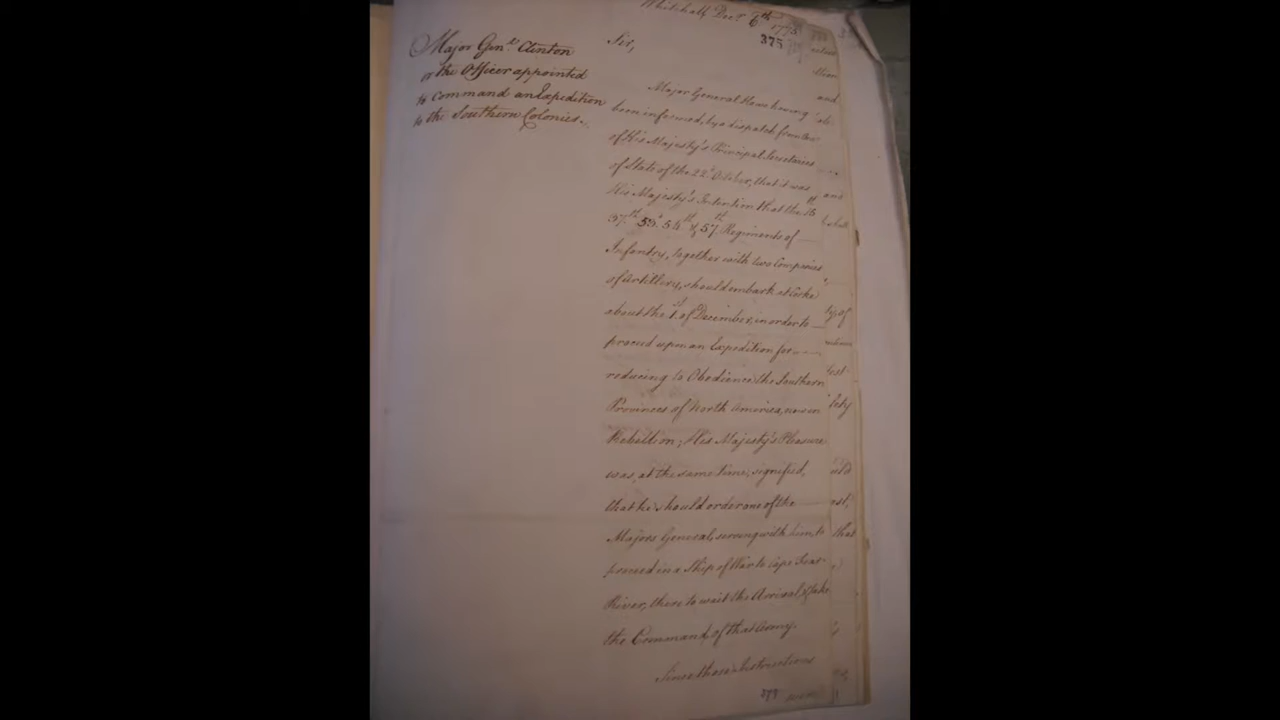 Whitehall, Decr. 6th 1775
375
Major Genl. Clinton
or the Officer appointed
to Command an Expedition
to the Southern Colonies.
Sir,
Major General Howe having
been informed, by a dispatch from One
of His Majesty's Principal Secretaries
of State of the 22d October, that it was
His Majesty's Intention that the 15th
37th 53d. 54th & 57th Regiments of
Infantry, together with two Companies
of Artillery, should embark at Corke
about the 1st of December, in order to
proceed upon an Expedition for
reducing to Obedience the Southern
Provinces of North America, now in
Rebellion; His Majesty's Pleasure
was, at the same time, signified,
that he should order one of the
Majors General, serving with him, to
proceed in a Ship of War to Cape Fear
River, there to wait the Arrival, & take
the Command, of that Army.
Since these Instructions
and
and
that